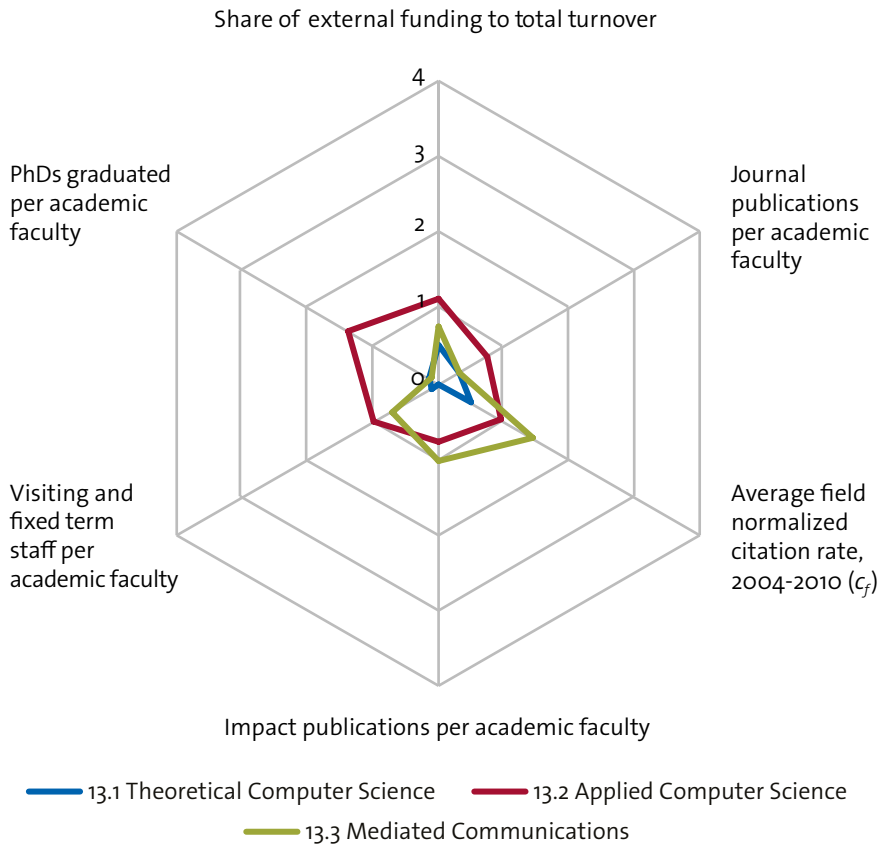 Share of external funding to total turnover
4
3
2
1
0
PhDs graduated
per academic
faculty
Journal
publications
per academic
faculty
Visiting and
fixed term
staff per
academic faculty
Average field
normalized
citation rate,
2004-2010 (cf)
Impact publications per academic faculty
13.1 Theoretical Computer Science
13.2 Applied Computer Science
13.3 Mediated Communications